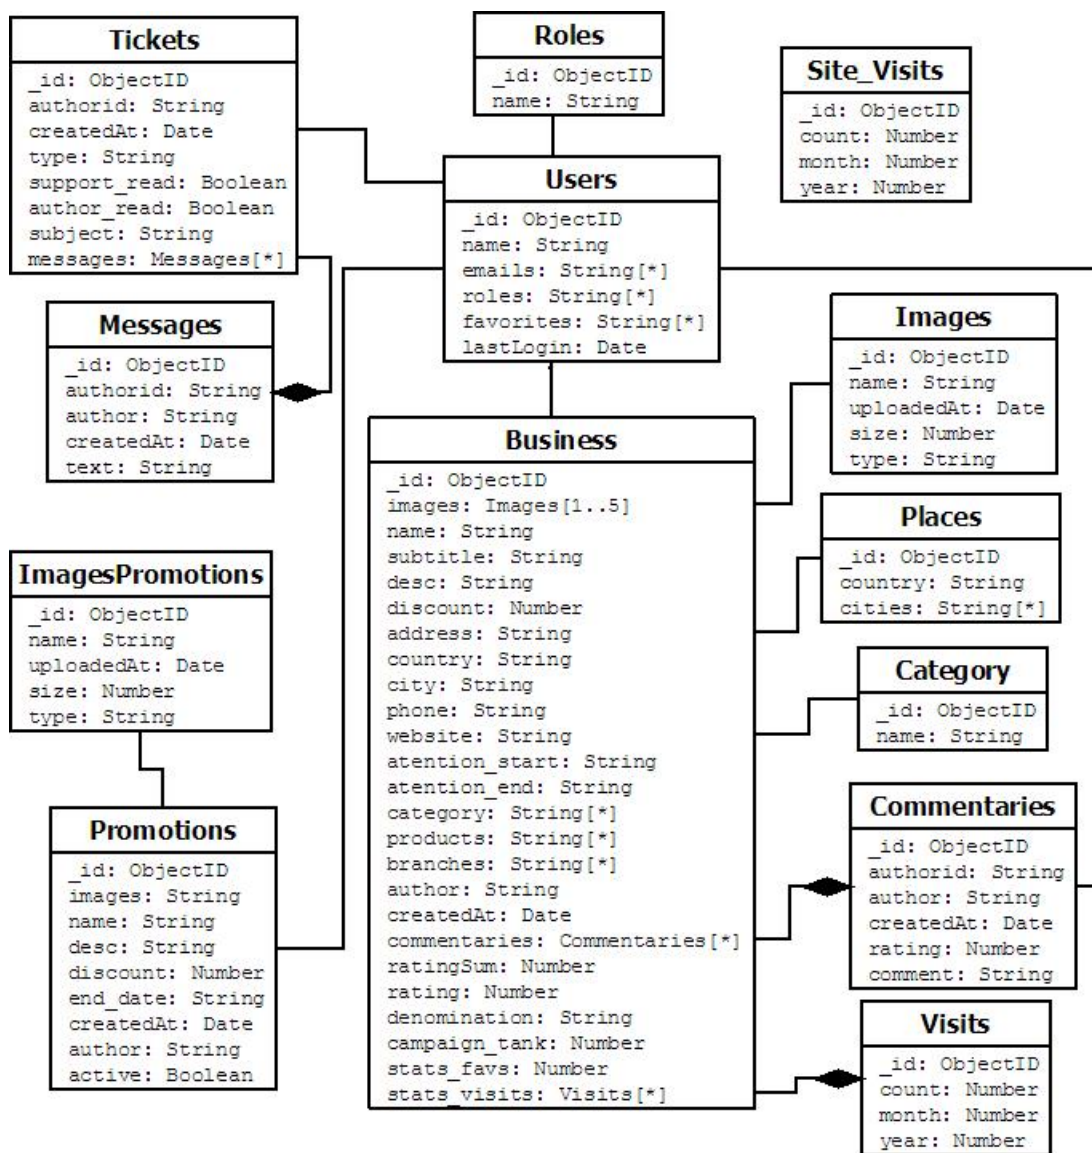 Tickets
_id: ObjectID
authorid: String
createdAt: Date
type: String
support_read: Boolean
author_read: Boolean
subject: String
messages: Messages[*]
Roles
_id: ObjectID
name: String
Site_Visits
_id: ObjectID
count: Number
month: Number
year: Number
Users
_id: ObjectID
name: String
emails: String[*]
roles: String[*]
favorites: String[*]
lastLogin: Date
Messages
_id: ObjectID
authorid: String
author: String
createdAt: Date
text: String
Images
_id: ObjectID
name: String
uploadedAt: Date
size: Number
type: String
Business
_id: ObjectID
images: Images[1..5]
name: String
subtitle: String
desc: String
discount: Number
address: String
country: String
city: String
phone: String
website: String
atention_start: String
atention_end: String
category: String[*]
products: String[*]
branches: String[*]
author: String
createdAt: Date
commentaries: Commentaries[*]
ratingSum: Number
rating: Number
denomination: String
campaign_tank: Number
stats_favs: Number
stats_visits: Visits[*]
Places
_id: ObjectID
country: String
cities: String[*]
ImagesPromotions
_id: ObjectID
name: String
uploadedAt: Date
size: Number
type: String
Category
_id: ObjectID
name: String
Promotions
_id: ObjectID
images: String
name: String
desc: String
discount: Number
end_date: String
createdAt: Date
author: String
active: Boolean
Commentaries
_id: ObjectID
authorid: String
author: String
createdAt: Date
rating: Number
comment: String
Visits
_id: ObjectID
count: Number
month: Number
year: Number